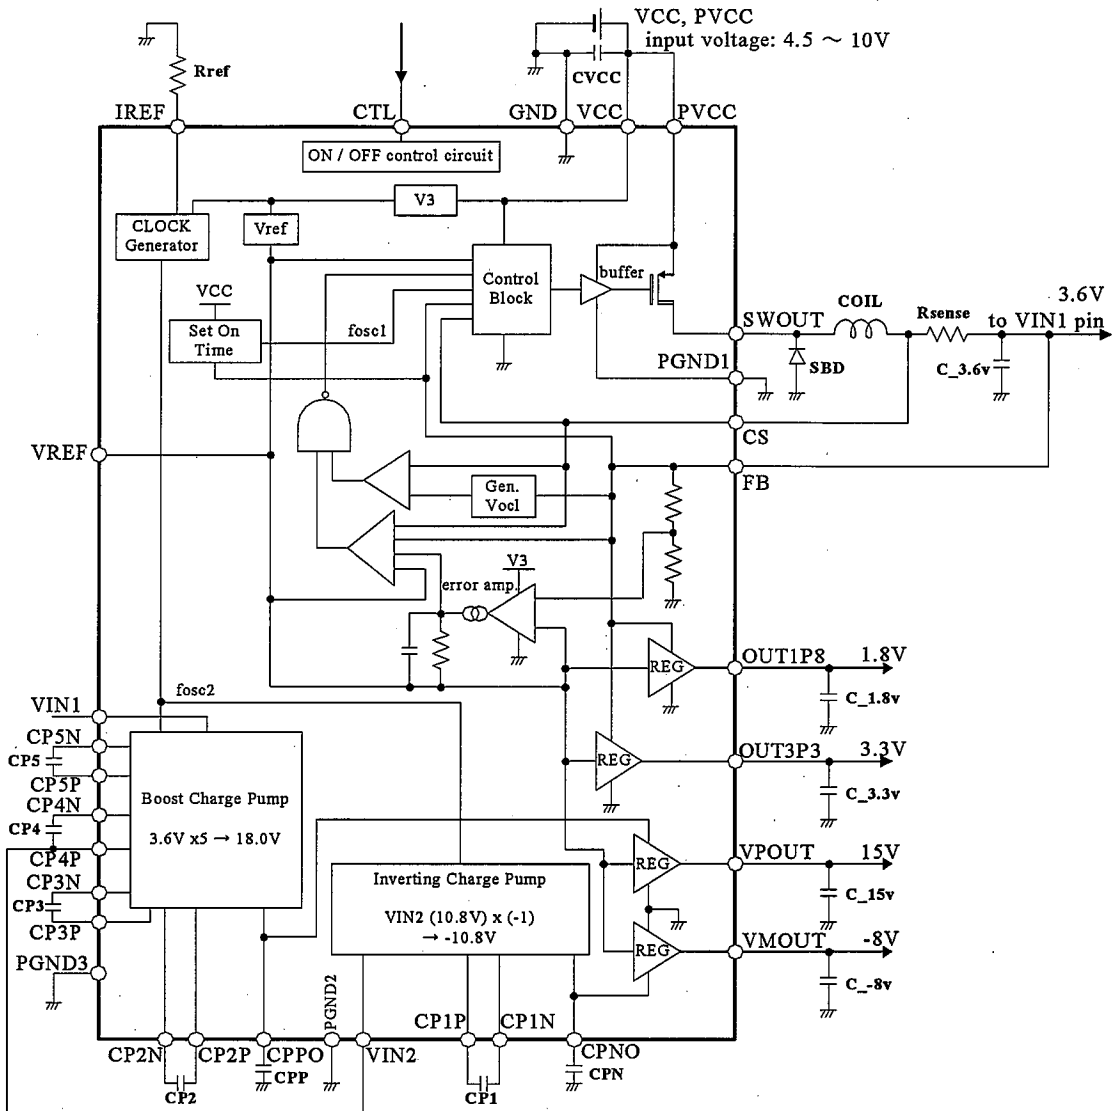 VCC, PVCC
input voltage: 4.5 ～ 10V
Rref
CVCC
IREF
CTL
GND
VCC
PVCC
ON / OFF control circuit
V3
CLOCK
Generator
Vref
Control
Block
buffer
VCC
Set On
Time
fosc1
SWOUT
COIL
Rsense
3.6V
to VIN1 pin
PGND1
SBD
C_3.6v
CS
VREF
FB
Gen.
Vocl
V3
error amp.
REG
OUT1P8
1.8V
C_1.8v
fosc2
VIN1
CP5N
CP5
CP5P
CP4N
CP4
CP4P
CP3N
CP3
CP3P
PGND3
Boost Charge Pump
3.6V x5 → 18.0V
REG
OUT3P3
3.3V
C_3.3v
Inverting Charge Pump
VIN2 (10.8V) x (-1)
→ -10.8V
REG
VPOUT
15V
C_15v
REG
VMOUT
-8V
C_-8v
CP2N
CP2P
CPPO
PGND2
VIN2
CP1P
CP1N
CPNO
CP2
CPP
CP1
CPN